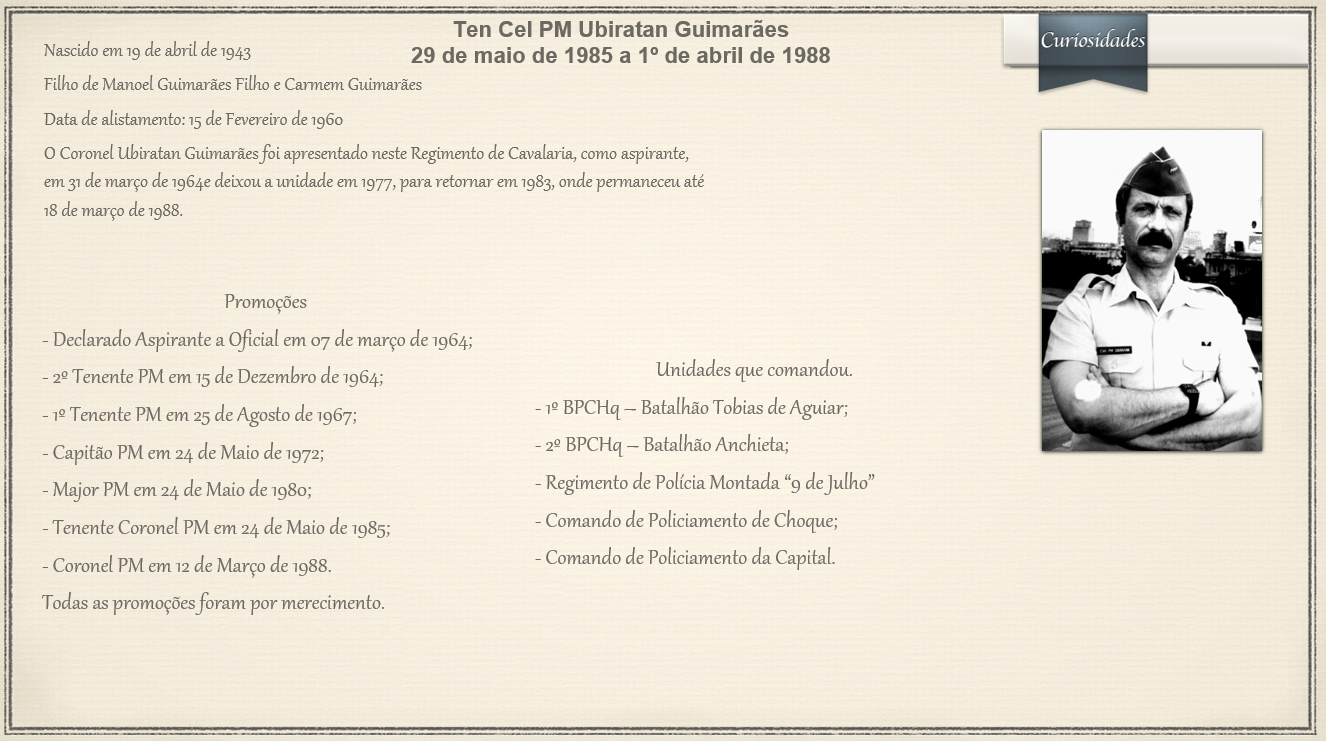 Ten Cel PM Ubiratan Guimarães
29 de maio de 1985 a 1º de abril de 1988
Curiosidades
Nascido em 19 de abril de 1943
Filho de Manoel Guimarães Filho e Carmem Guimarães
Data de alistamento: 15 de Fevereiro de 1960
O Coronel Ubiratan Guimarães foi apresentado neste Regimento de Cavalaria, como aspirante,
em 31 de março de 1964e deixou a unidade em 1977, para retornar em 1983, onde permaneceu até
18 de março de 1988.
Promoções
- Declarado Aspirante a Oficial em 07 de março de 1964;
- 2º Tenente PM em 15 de Dezembro de 1964;
- 1º Tenente PM em 25 de Agosto de 1967;
- Capitão PM em 24 de Maio de 1972;
- Major PM em 24 de Maio de 1980;
- Tenente Coronel PM em 24 de Maio de 1985;
- Coronel PM em 12 de Março de 1988.
Todas as promoções foram por merecimento.
Unidades que comandou.
- 1º BPCHq – Batalhão Tobias de Aguiar;
- 2º BPCHq – Batalhão Anchieta;
- Regimento de Polícia Montada “9 de Julho”
- Comando de Policiamento de Choque;
- Comando de Policiamento da Capital.